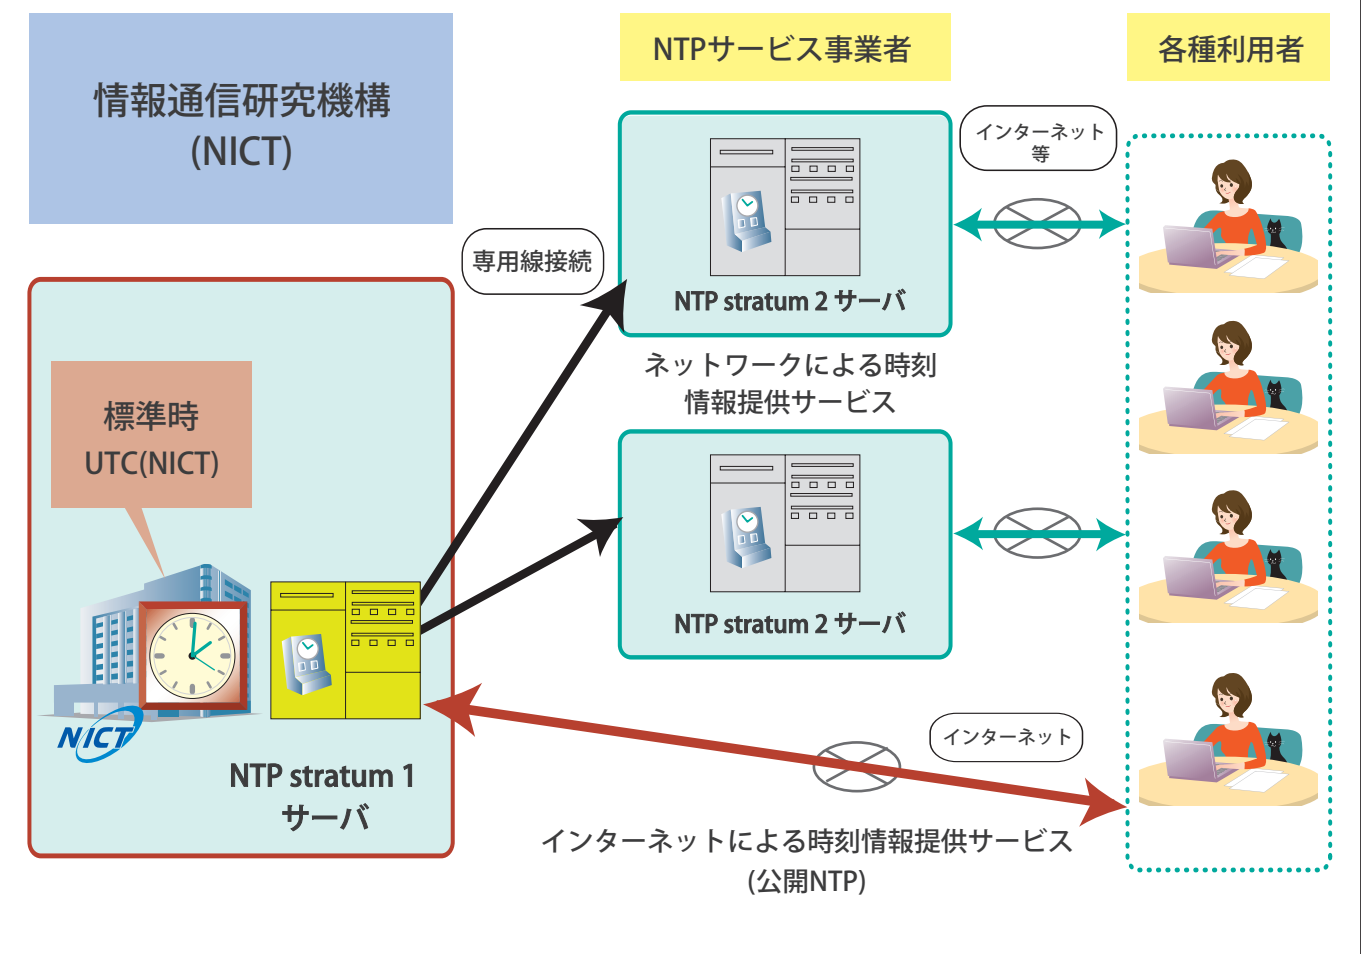 情報通信研究機構
(NICT)
NTPサービス事業者
各種利用者
インターネット
等
専用線接続
NTP stratum 2 サーバ
ネットワークによる時刻
情報提供サービス
標準時
UTC(NICT)
NTP stratum 2 サーバ
NICT
NTP stratum 1
サーバ
インターネット
インターネットによる時刻情報提供サービス
(公開NTP)